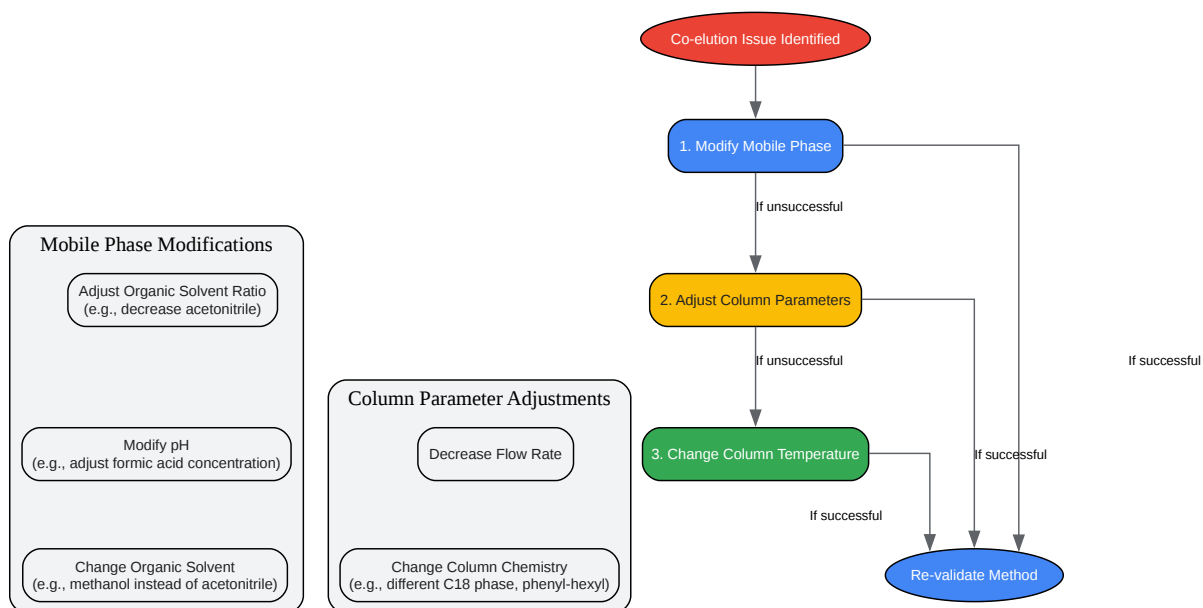 Co-elution Issue Identified
1. Modify Mobile Phase
If unsuccessful
2. Adjust Column Parameters
If unsuccessful
If successful
3. Change Column Temperature
If successful
If successful
Re-validate Method
Mobile Phase Modifications
Adjust Organic Solvent Ratio
(e.g., decrease acetonitrile)
Modify pH
(e.g., adjust formic acid concentration)
Change Organic Solvent
(e.g., methanol instead of acetonitrile)
Column Parameter Adjustments
Decrease Flow Rate
Change Column Chemistry
(e.g., different C18 phase, phenyl-hexyl)